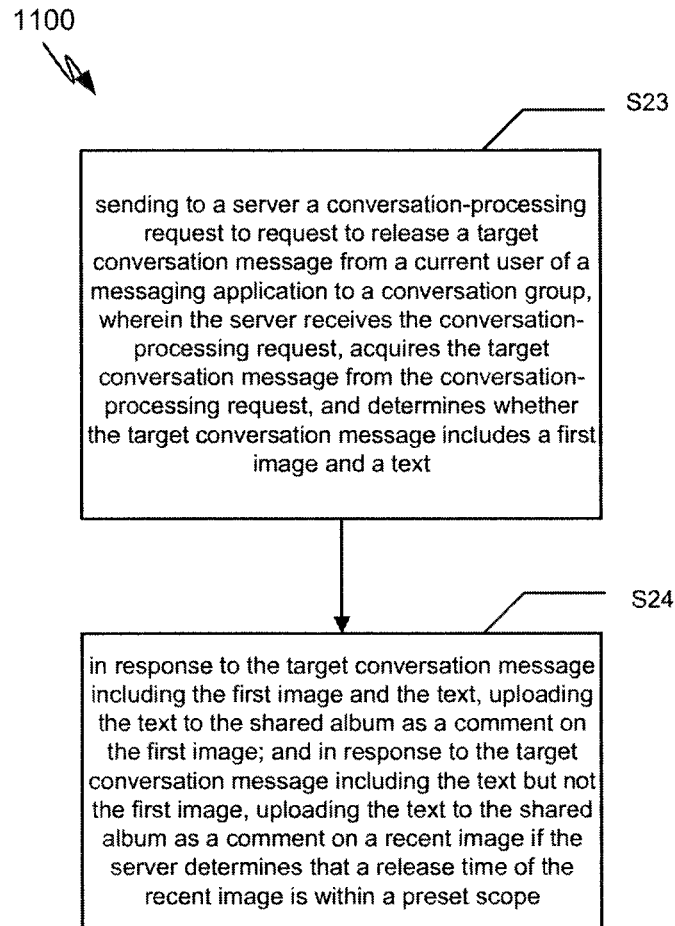 1100
S23
sending to a server a conversation-processing
request to request to release a target
conversation message from a current user of a
messaging application to a conversation group,
wherein the server receives the conversation-
processing request, acquires the target
conversation message from the conversation-
processing request, and determines whether
the target conversation message includes a first
image and a text
S24
in response to the target conversation message
including the first image and the text, uploading
the text to the shared album as a comment on
the first image; and in response to the target
conversation message including the text but not
the first image, uploading the text to the shared
album as a comment on a recent image if the
server determines that a release time of the
recent image is within a preset scope